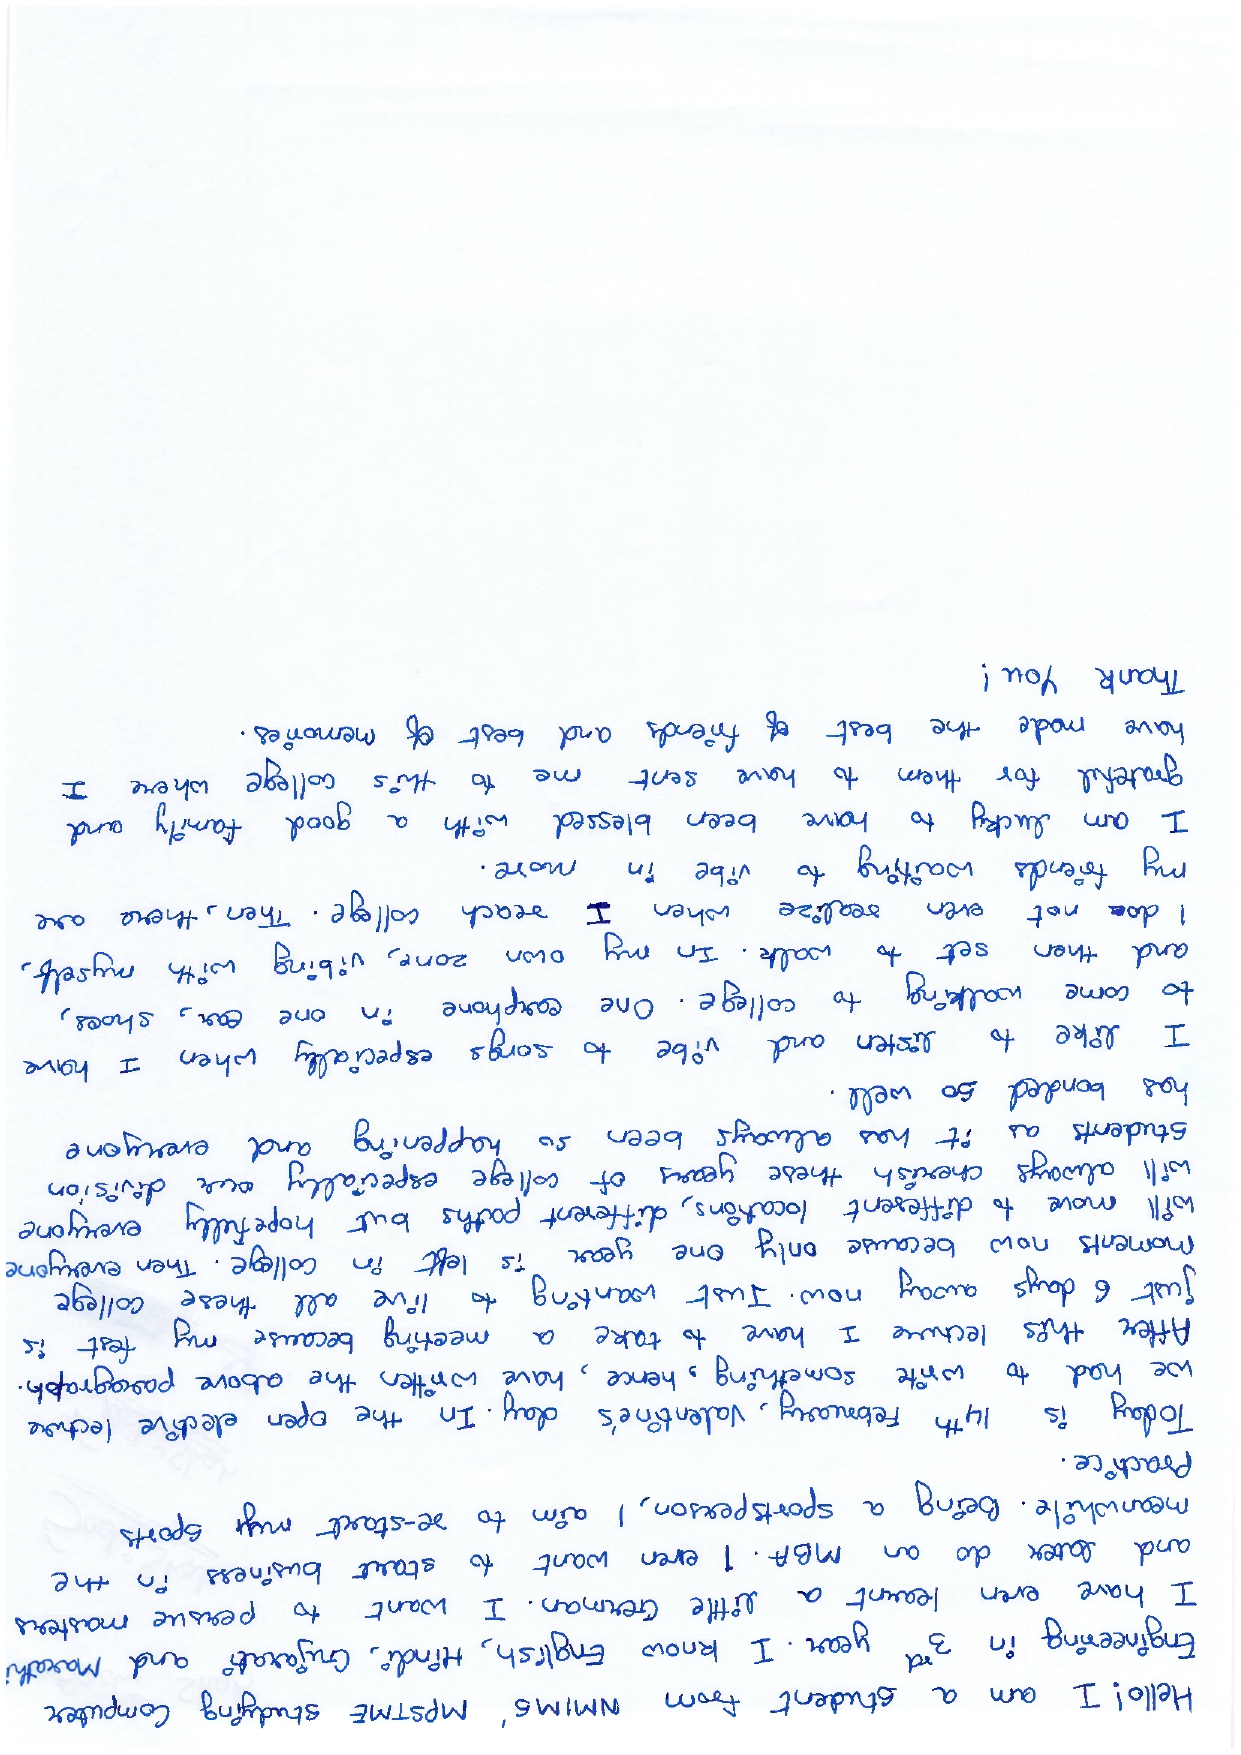 Hello! I am a student from NMIMS' MPSTME studying Computer
Engineering in 3rd year. I know English, Hindi, Gujarati and Marathi
I have even learnt a little German. I want to persue masters
and later do an MBA. I even want to start business in the
meanwhile. Being a sportsperson, I aim to re-start my sports
Practice.
Today is 14th February, Valentine's day. In the open elective lecture
we had to write something, hence, have written the above paragraph.
After this lecture I have to take a meeting because my fest is
just 6 days away now. Just wanting to live all these college
moments now because only one year is left in college. Then everyone
will move to different locations, different paths but hopefully everyone
will always cherish these years of college especially our division
students as it has always been so happening and everyone
has bonded so well.
I like to listen and vibe to songs especially when I have
to come walking to college. One earphone in one ear, shoes,
and then set to walk. In my own zone, vibing with myself,
I do not even realize when I reach college. Then, there are
my friends waiting to vibe in more.
I am lucky to have been blessed with a good family and
grateful for them to have sent me to this college where I
have made the best of friends and best of memories.
Thank You!